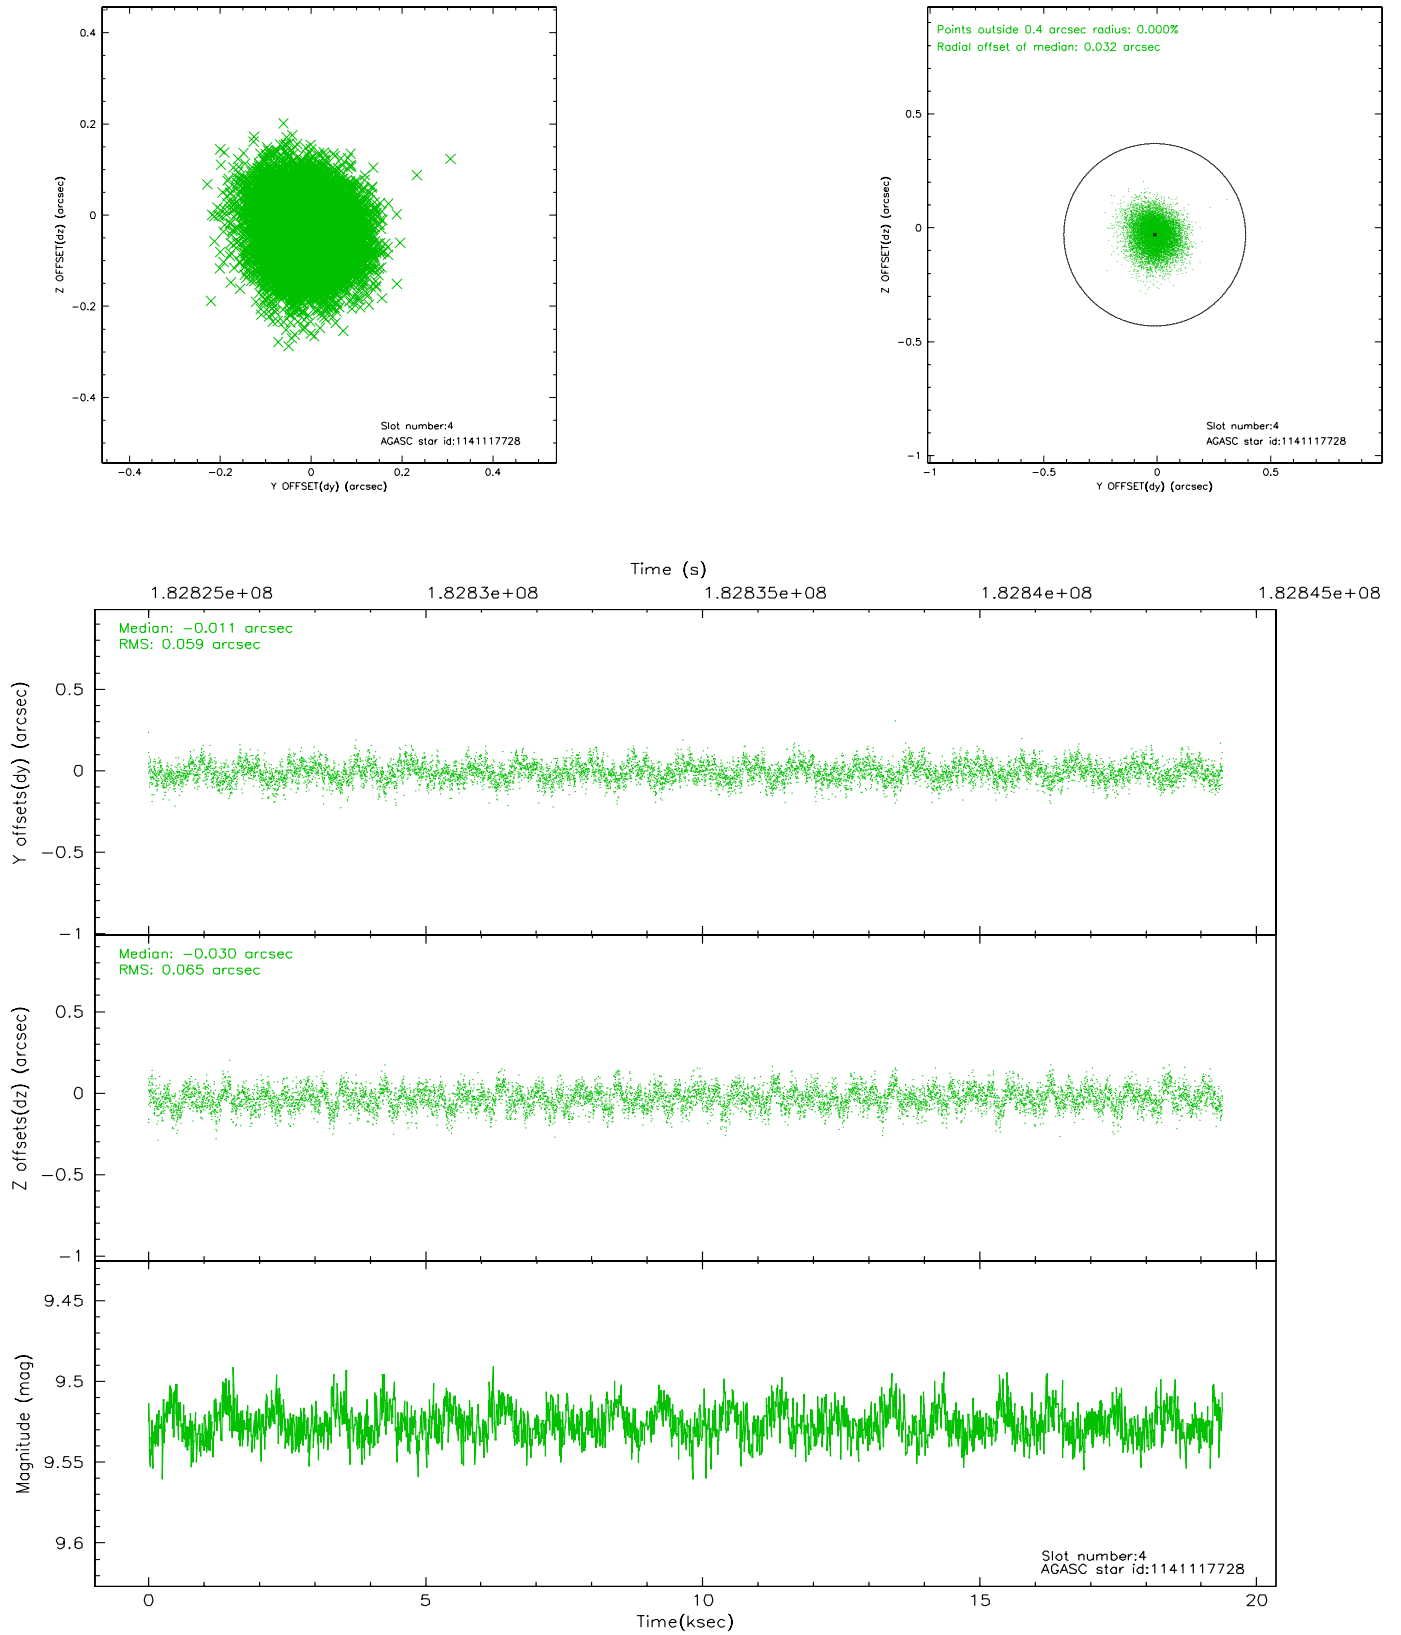 0.4
0.2
0
−0.2
−0.4
Z OFFSET(dz) (arcsec)
Slot number:4
AGASC star id:1141117728
−0.4 −0.2 0 0.2 0.4
Y OFFSET(dy) (arcsec)
Points outside 0.4 arcsec radius: 0.000%
Radial offset of median: 0.032 arcsec
0.5
0
−0.5
−1
Z OFFSET(dz) (arcsec)
Slot number:4
AGASC star id:1141117728
−1 −0.5 0 0.5
Y OFFSET(dy) (arcsec)
Time (s)
1.82825e+08 1.8283e+08 1.82835e+08 1.8284e+08 1.82845e+08
Median: −0.011 arcsec
RMS: 0.059 arcsec
0.5
0
−0.5
−1
Y offsets(dy) (arcsec)
Median: −0.030 arcsec
RMS: 0.065 arcsec
0.5
0
−0.5
−1
Z offsets(dz) (arcsec)
9.45
9.5
9.55
9.6
Magnitude (mag)
Slot number:4
AGASC star id:1141117728
0 5 10 15 20
Time(ksec)